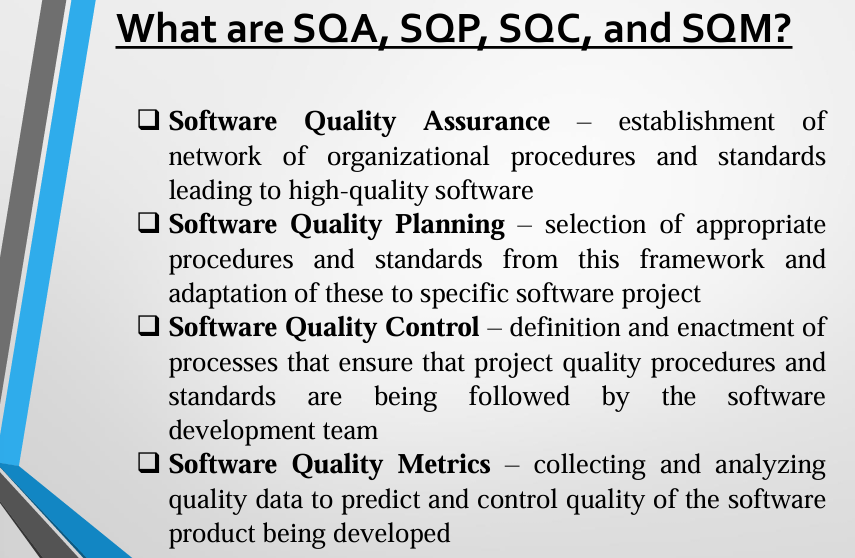 What are SQA, SQP, SQC, and SQM?
❑ Software Quality Assurance – establishment of
network of organizational procedures and standards
leading to high-quality software
❑ Software Quality Planning – selection of appropriate
procedures and standards from this framework and
adaptation of these to specific software project
❑ Software Quality Control – definition and enactment of
processes that ensure that project quality procedures and
standards are being followed by the software
development team
❑ Software Quality Metrics – collecting and analyzing
quality data to predict and control quality of the software
product being developed